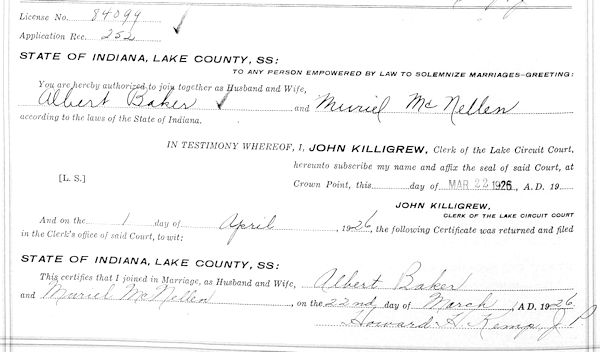 License No. 84099
Application Rec. 252
STATE OF INDIANA, LAKE COUNTY, SS:
TO ANY PERSON EMPOWERED BY LAW TO SOLEMNIZE MARRIAGES—GREETING:
You are hereby authorized to join together as Husband and Wife,
Albert Baker and Muriel McNellen
according to the laws of the State of Indiana.
IN TESTIMONY WHEREOF, I, JOHN KILLIGREW, Clerk of the Lake Circuit Court,
hereunto subscribe my name and affix the seal of said Court, at
[L. S.] Crown Point, this day of MAR 22 1926, A. D. 19
JOHN KILLIGREW,
CLERK OF THE LAKE CIRCUIT COURT
And on the 1 day of April, 1926, the following Certificate was returned and filed
in the Clerk's office of said Court, to wit:
STATE OF INDIANA, LAKE COUNTY, SS:
This certifies that I joined in Marriage, as Husband and Wife, Albert Baker
and Muriel McNellen, on the 22nd day of March, A.D. 1926
Howard H. Kemp J. P.